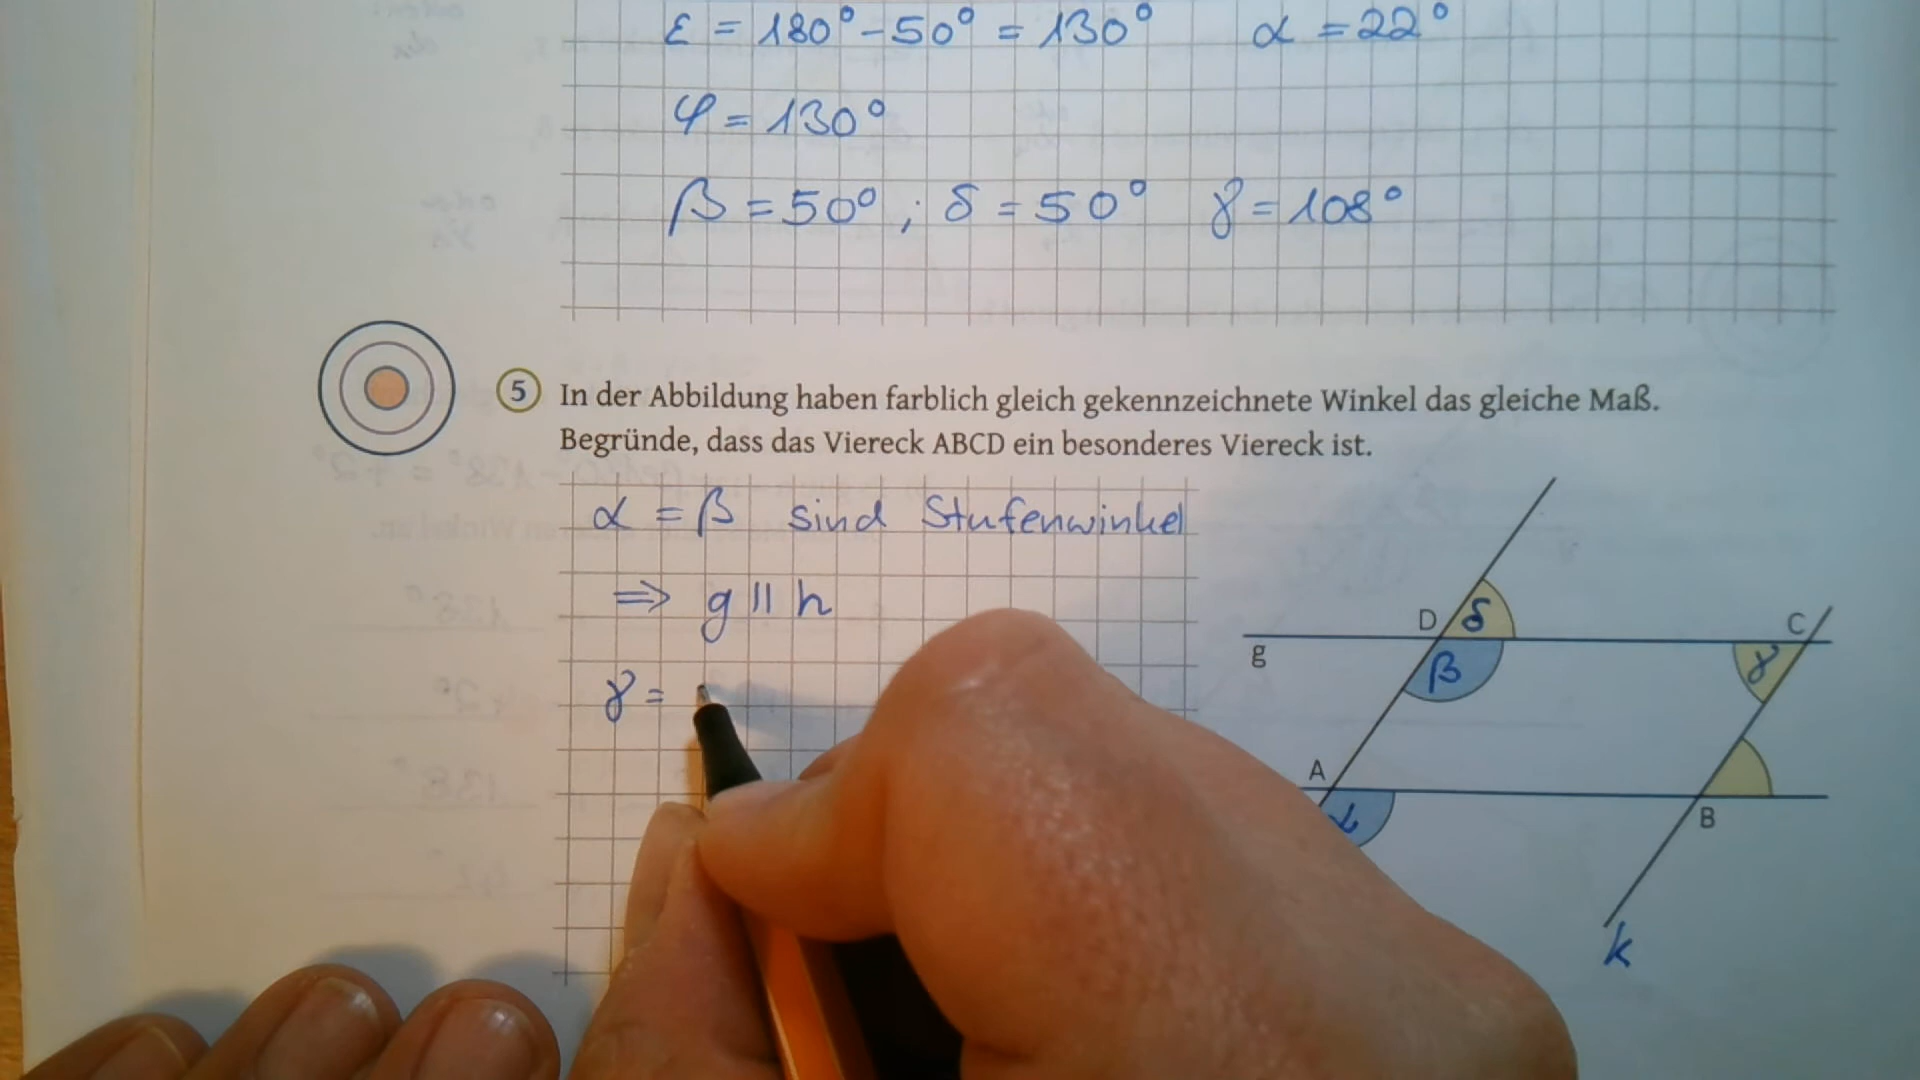 ε = 180° - 50° = 130° α = 22°
φ = 130°
β = 50° ; δ = 50° γ = 108°
5 In der Abbildung haben farblich gleich gekennzeichnete Winkel das gleiche Maß.
Begründe, dass das Viereck ABCD ein besonderes Viereck ist.
α = β sind Stufenwinkel
⇒ g || h
γ =
D δ
C
g
β
γ
A
α
B
k